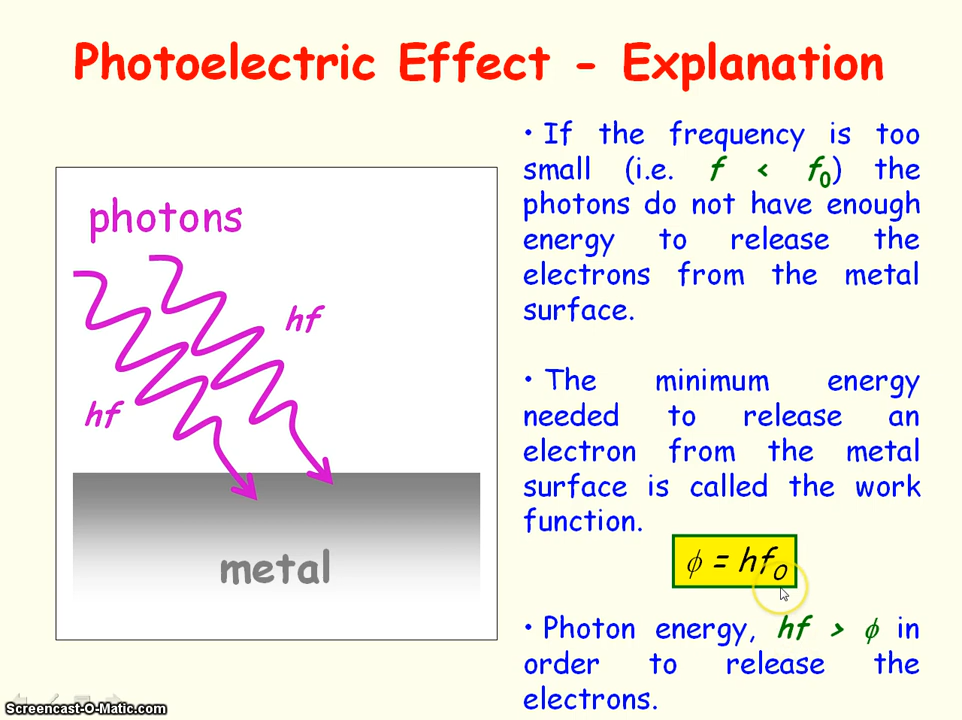 Photoelectric Effect - Explanation
photons
hf
hf
metal
• If the frequency is too
small (i.e. f < f₀) the
photons do not have enough
energy to release the
electrons from the metal
surface.
• The minimum energy
needed to release an
electron from the metal
surface is called the work
function.
ϕ = hf₀
• Photon energy, hf > ϕ in
order to release the
electrons.
Screencast-O-Matic.com